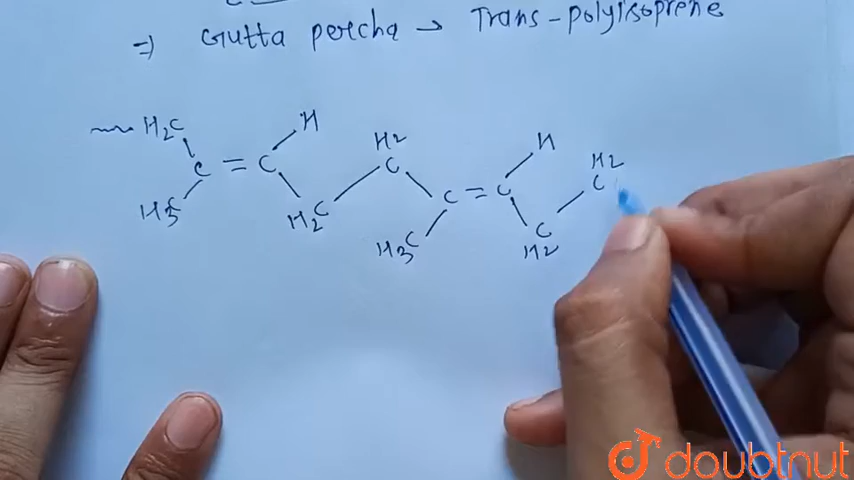 ⇒ Gutta percha → Trans-polyisoprene
H H
H2 H2
H2C C = C C C = C C
H3C H2C H3C C
H2
doubtnut